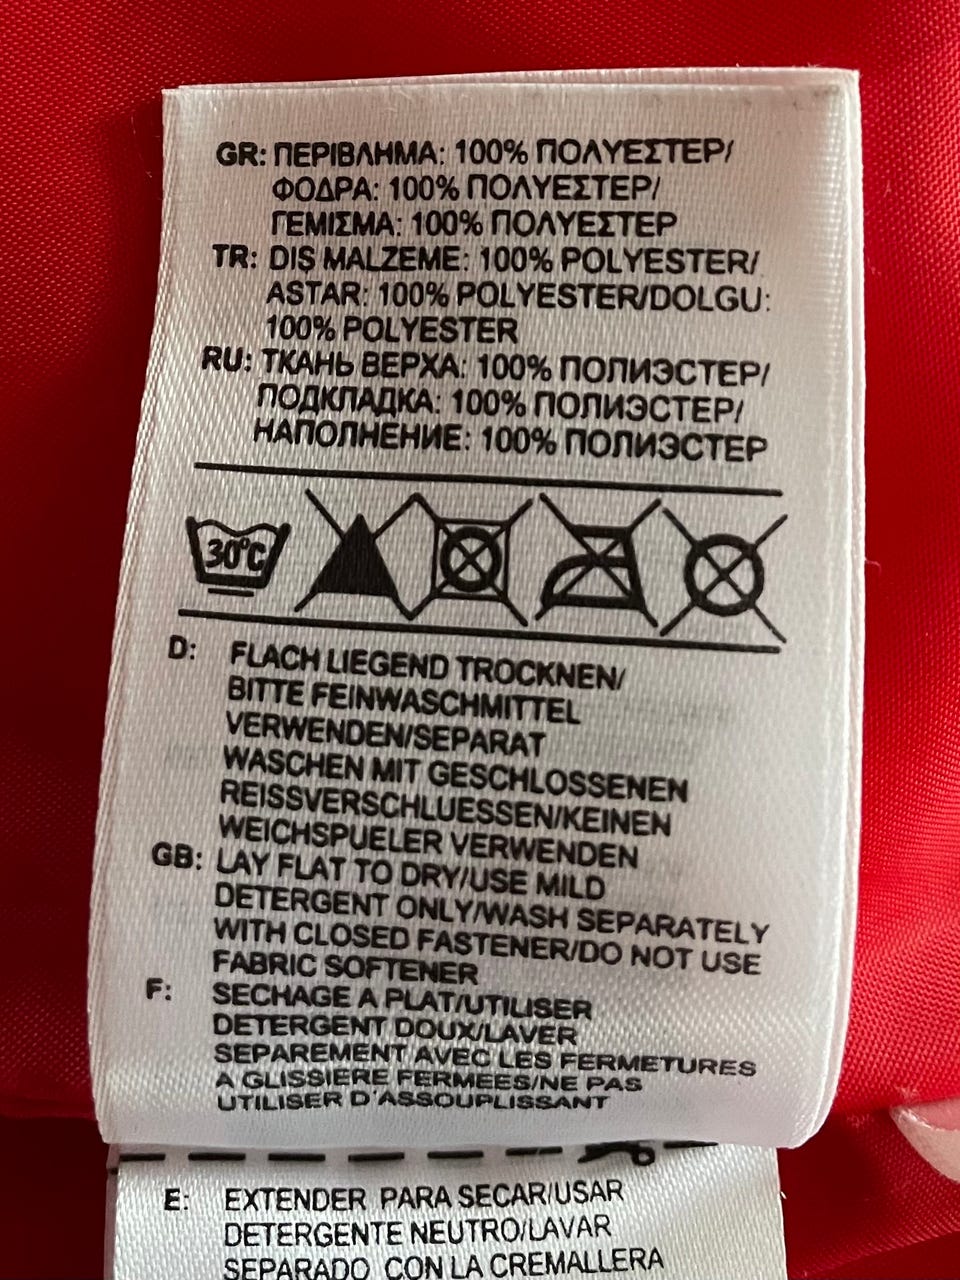 GR: ΠΕΡΙΒΛΗΜΑ: 100% ΠΟΛΥΕΣΤΕΡ/
ΦΟΔΡΑ: 100% ΠΟΛΥΕΣΤΕΡ/
ΓΕΜΙΣΜΑ: 100% ΠΟΛΥΕΣΤΕΡ
TR: DIŞ MALZEME: 100% POLYESTER/
ASTAR: 100% POLYESTER/DOLGU:
100% POLYESTER
RU: ТКАНЬ ВЕРХА: 100% ПОЛИЭСТЕР/
ПОДКЛАДКА: 100% ПОЛИЭСТЕР/
НАПОЛНЕНИЕ: 100% ПОЛИЭСТЕР
30°C
D: FLACH LIEGEND TROCKNEN/
BITTE FEINWASCHMITTEL
VERWENDEN/SEPARAT
WASCHEN MIT GESCHLOSSENEN
REISSVERSCHLUESSEN/KEINEN
WEICHSPUELER VERWENDEN
GB: LAY FLAT TO DRY/USE MILD
DETERGENT ONLY/WASH SEPARATELY
WITH CLOSED FASTENER/DO NOT USE
FABRIC SOFTENER
F: SECHAGE A PLAT/UTILISER
DETERGENT DOUX/LAVER
SEPAREMENT AVEC LES FERMETURES
A GLISSIERE FERMEES/NE PAS
UTILISER D'ASSOUPLISSANT
E: EXTENDER PARA SECAR/USAR
DETERGENTE NEUTRO/LAVAR
SEPARADO CON LA CREMALLERA